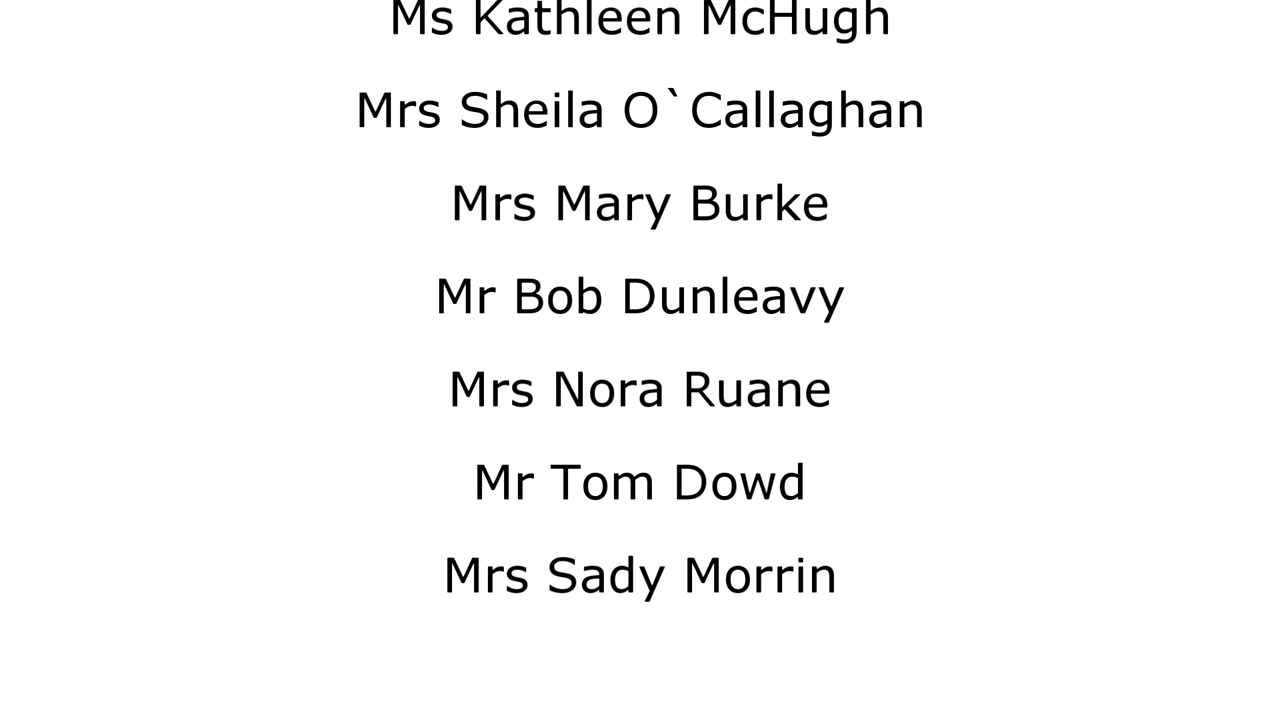 Ms Kathleen McHugh
Mrs Sheila O`Callaghan
Mrs Mary Burke
Mr Bob Dunleavy
Mrs Nora Ruane
Mr Tom Dowd
Mrs Sady Morrin